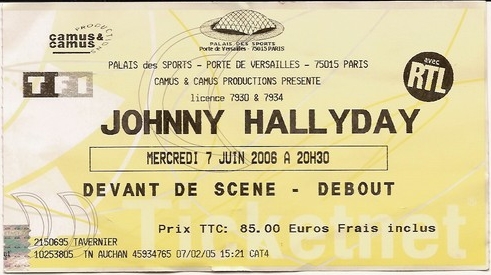 camus&
camus
PRODUCTIONS
PALAIS DES SPORTS
Porte de Versailles - 75015 PARIS
PALAIS des SPORTS - PORTE DE VERSAILLES - 75015 PARIS
CAMUS & CAMUS PRODUCTIONS PRESENTE
licence 7930 & 7934
TF1
avec
RTL
JOHNNY HALLYDAY
MERCREDI 7 JUIN 2006 A 20H30
DEVANT DE SCENE - DEBOUT
Ticketnet
Prix TTC: 85.00 Euros Frais inclus
2150695 TAVERNIER
10253805 TN AUCHAN 45934765 07/02/05 15:21 CAT4